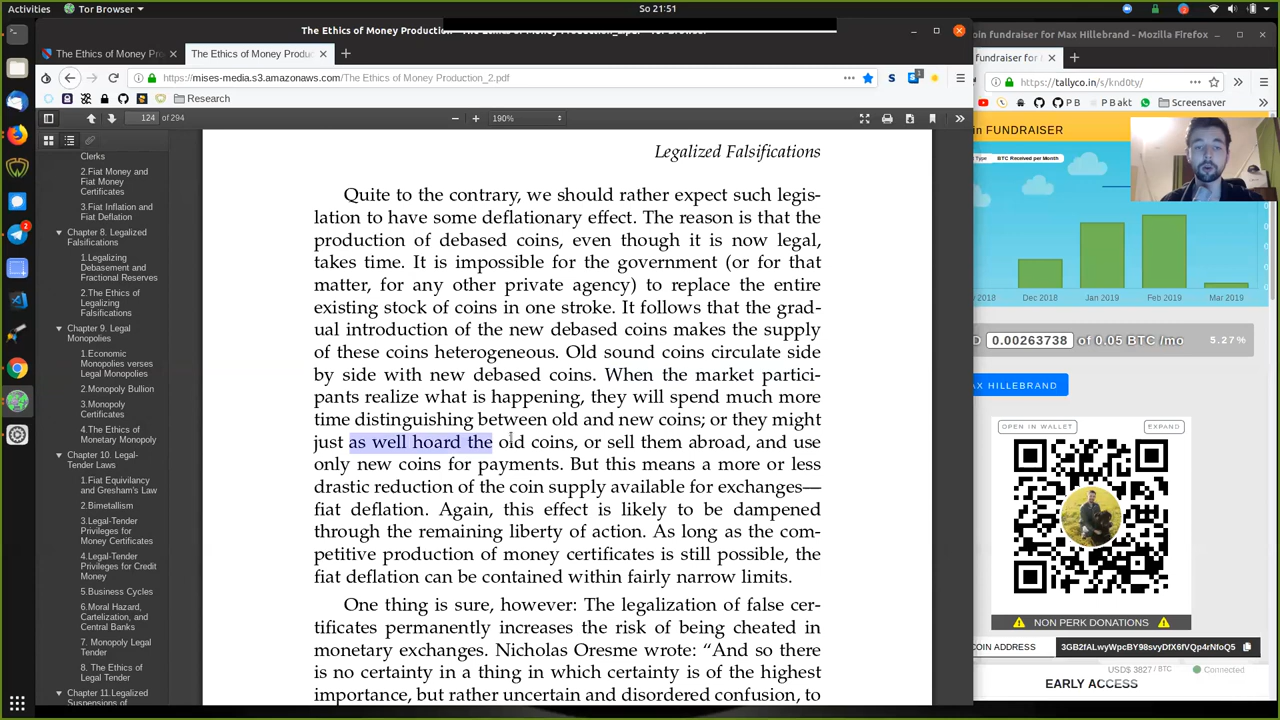 Activities
Tor Browser
So 21:51
The Ethics of Money Production
Tor Browser
The Ethics of Money Pro
The Ethics of Money Produc
https://mises-media.s3.amazonaws.com/The Ethics of Money Production_2.pdf
Research
124 of 294
190%
Clerks
2.Fiat Money and
Fiat Money
Certificates
3.Fiat Inflation and
Fiat Deflation
Chapter 8. Legalized
Falsifications
1.Legalizing
Debasement and
Fractional Reserves
2.The Ethics of
Legalizing
Falsifications
Chapter 9. Legal
Monopolies
1.Economic
Monopolies verses
Legal Monopolies
2.Monopoly Bullion
3.Monopoly
Certificates
4.The Ethics of
Monetary Monopoly
Chapter 10. Legal-
Tender Laws
1.Fiat Equivilancy
and Gresham's Law
2.Bimetallism
3.Legal-Tender
Privileges for
Money Certificates
4.Legal-Tender
Privileges for Credit
Money
5.Business Cycles
6.Moral Hazard,
Cartelization, and
Central Banks
7. Monopoly Legal
Tender
8. The Ethics of
Legal Tender
Chapter 11.Legalized
Suspensions of
Legalized Falsifications
Quite to the contrary, we should rather expect such legis-
lation to have some deflationary effect. The reason is that the
production of debased coins, even though it is now legal,
takes time. It is impossible for the government (or for that
matter, for any other private agency) to replace the entire
existing stock of coins in one stroke. It follows that the grad-
ual introduction of the new debased coins makes the supply
of these coins heterogeneous. Old sound coins circulate side
by side with new debased coins. When the market partici-
pants realize what is happening, they will spend much more
time distinguishing between old and new coins; or they might
just as well hoard the old coins, or sell them abroad, and use
only new coins for payments. But this means a more or less
drastic reduction of the coin supply available for exchanges—
fiat deflation. Again, this effect is likely to be dampened
through the remaining liberty of action. As long as the com-
petitive production of money certificates is still possible, the
fiat deflation can be contained within fairly narrow limits.
One thing is sure, however: The legalization of false cer-
tificates permanently increases the risk of being cheated in
monetary exchanges. Nicholas Oresme wrote: “And so there
is no certainty in a thing in which certainty is of the highest
importance, but rather uncertain and disordered confusion, to
oin fundraiser for Max Hillebrand - Mozilla Firefox
fundraiser for M
https://tallyco.in/s/knd0ty/
P B
P B akt
Screensaver
in FUNDRAISER
Type
BTC Received per Month
2018
Dec 2018
Jan 2019
Feb 2019
Mar 2019
0.00263738 of 0.05 BTC /mo
5.27%
AX HILLEBRAND
OPEN IN WALLET
COPY
NON PERK DONATIONS
COIN ADDRESS
3GB2f4wLwyWpcBY98svyDfX6fVQp4rNfoQ5
USD$ 3827 / BTC
Connected
EARLY ACCESS